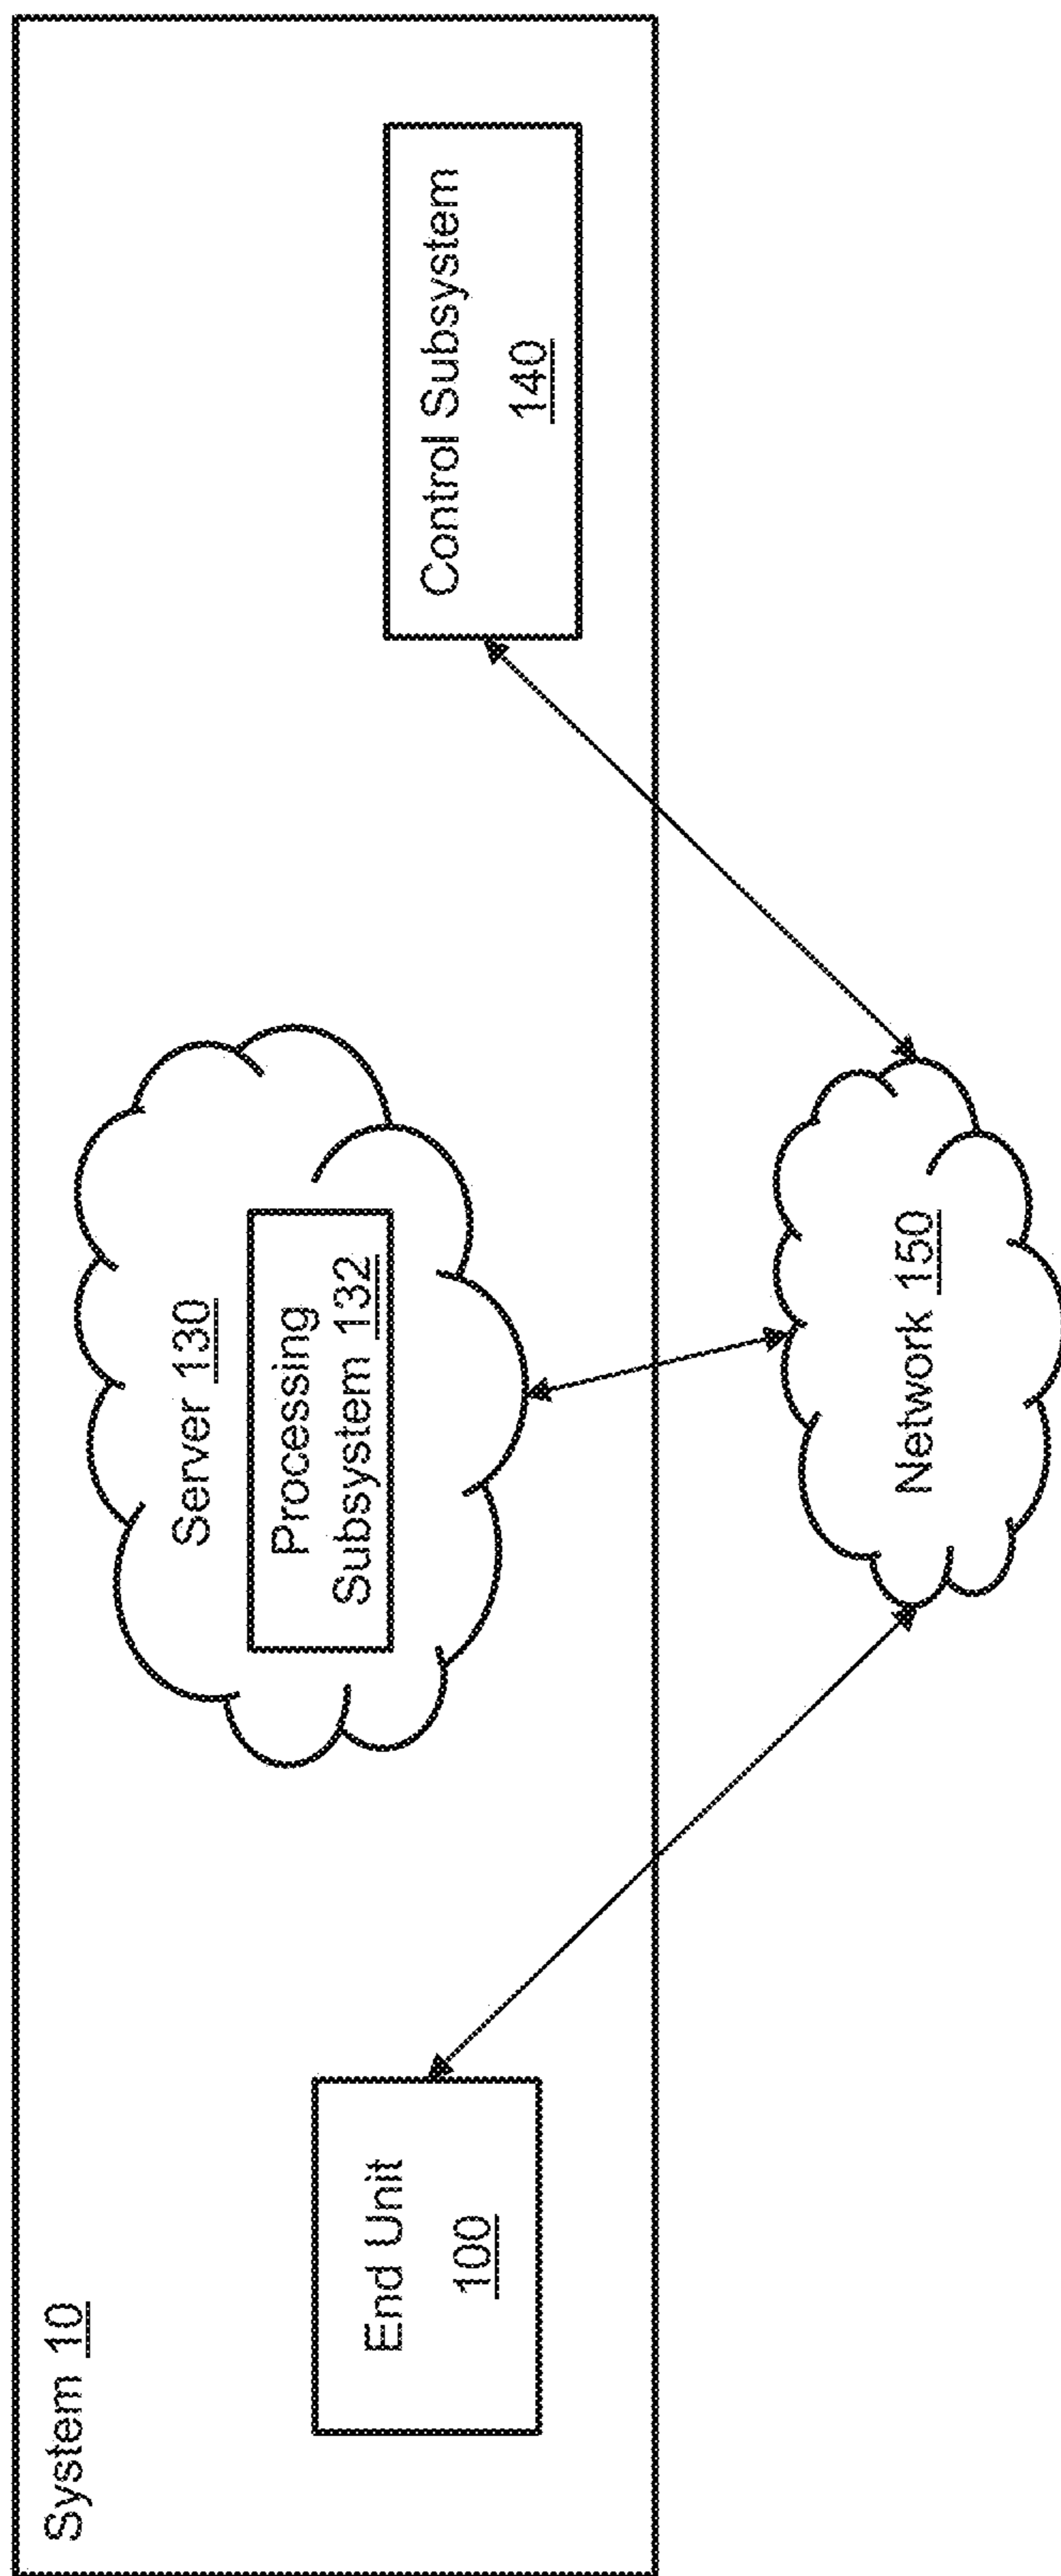 System 10
Server 130
Processing
Subsystem 132
End Unit
100
Control Subsystem
140
Network 150